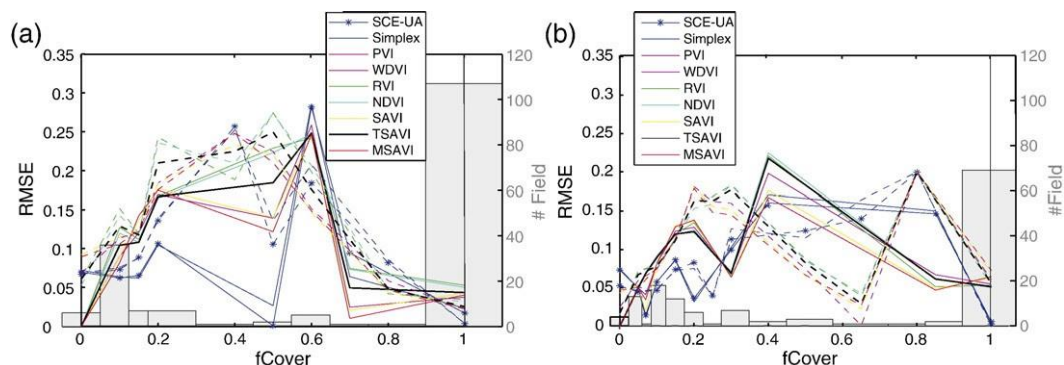 (a)
0.35
0.3
0.25
0.2
0.15
0.1
0.05
0
RMSE
0
0.2
0.4
0.6
0.8
1
fCover
120
100
80
60
40
20
0
# Field
SCE-UA
Simplex
PVI
WDVI
RVI
NDVI
SAVI
TSAVI
MSAVI
(b)
0.35
0.3
0.25
0.2
0.15
0.1
0.05
0
RMSE
0
0.2
0.4
0.6
0.8
1
fCover
120
100
80
60
40
20
0
# Field
SCE-UA
Simplex
PVI
WDVI
RVI
NDVI
SAVI
TSAVI
MSAVI